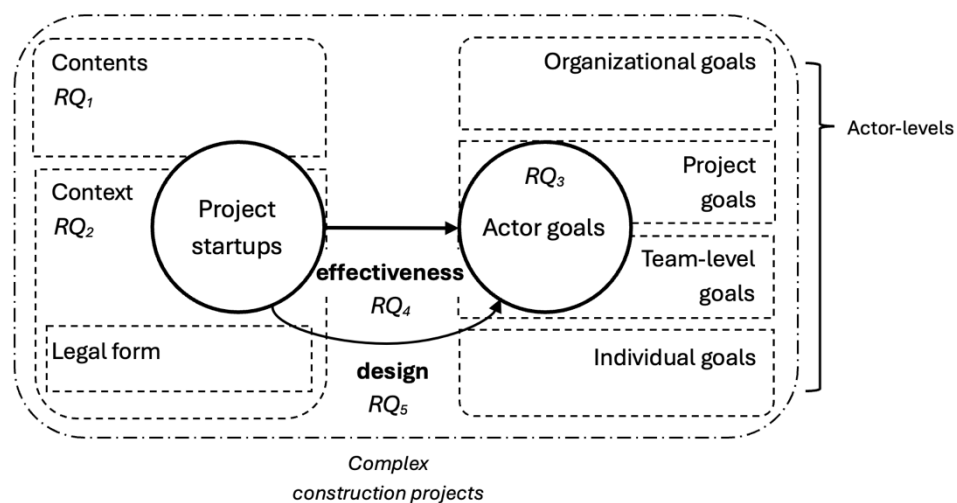 Contents
RQ₁
Context
RQ₂
Legal form
Project
startups
effectiveness
RQ₄
design
RQ₅
RQ₃
Actor goals
Organizational goals
Project
goals
Team-level
goals
Individual goals
Actor-levels
Complex
construction projects